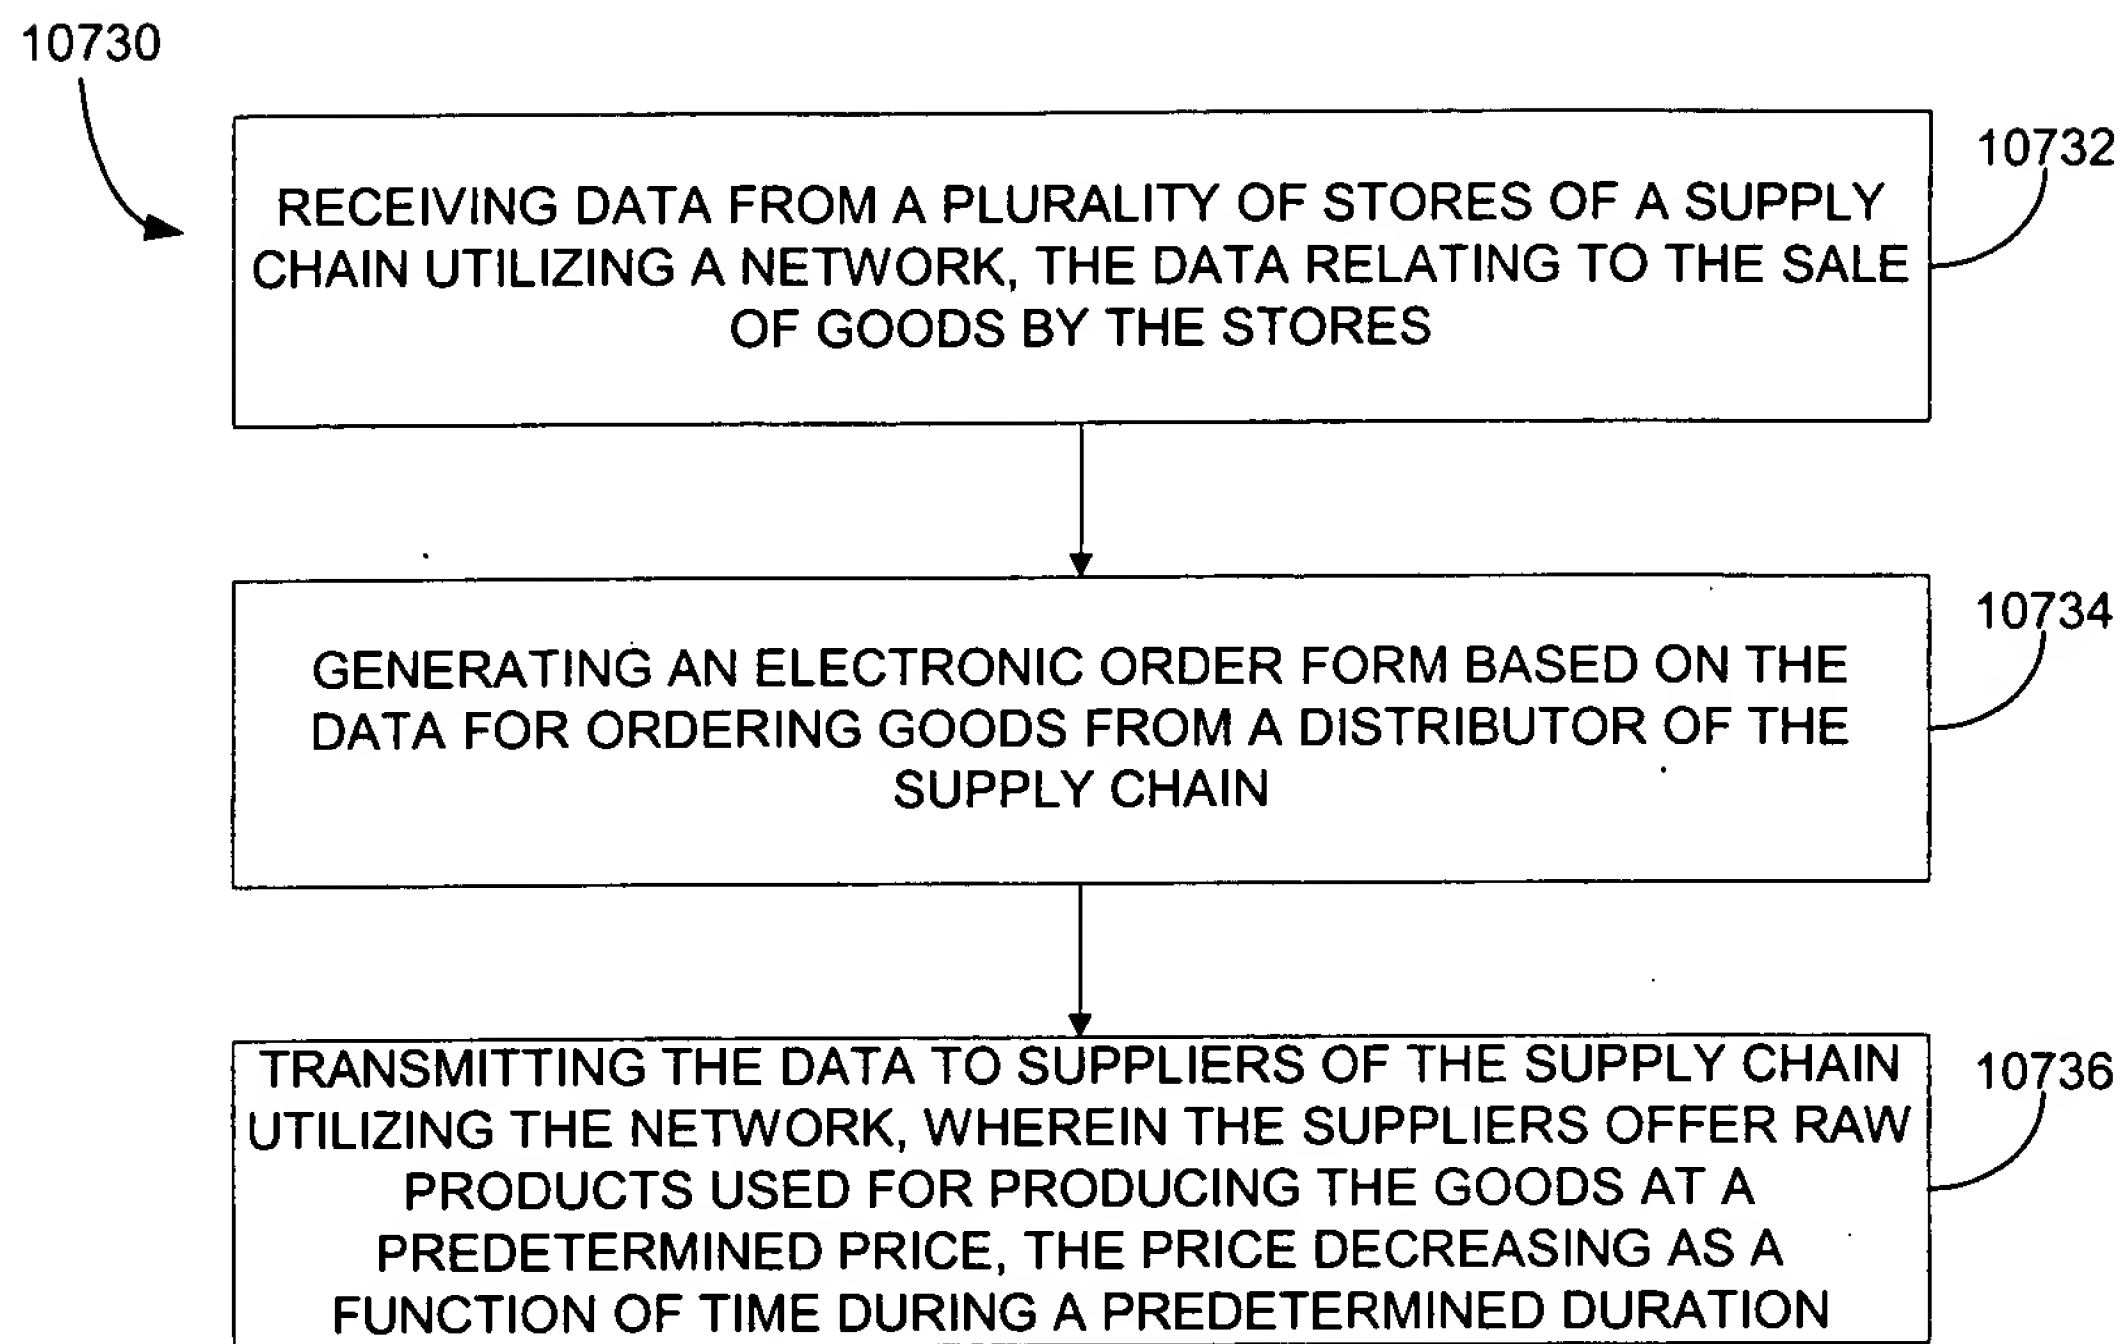 10730
10732
RECEIVING DATA FROM A PLURALITY OF STORES OF A SUPPLY
CHAIN UTILIZING A NETWORK, THE DATA RELATING TO THE SALE
OF GOODS BY THE STORES
10734
GENERATING AN ELECTRONIC ORDER FORM BASED ON THE
DATA FOR ORDERING GOODS FROM A DISTRIBUTOR OF THE
SUPPLY CHAIN
10736
TRANSMITTING THE DATA TO SUPPLIERS OF THE SUPPLY CHAIN
UTILIZING THE NETWORK, WHEREIN THE SUPPLIERS OFFER RAW
PRODUCTS USED FOR PRODUCING THE GOODS AT A
PREDETERMINED PRICE, THE PRICE DECREASING AS A
FUNCTION OF TIME DURING A PREDETERMINED DURATION